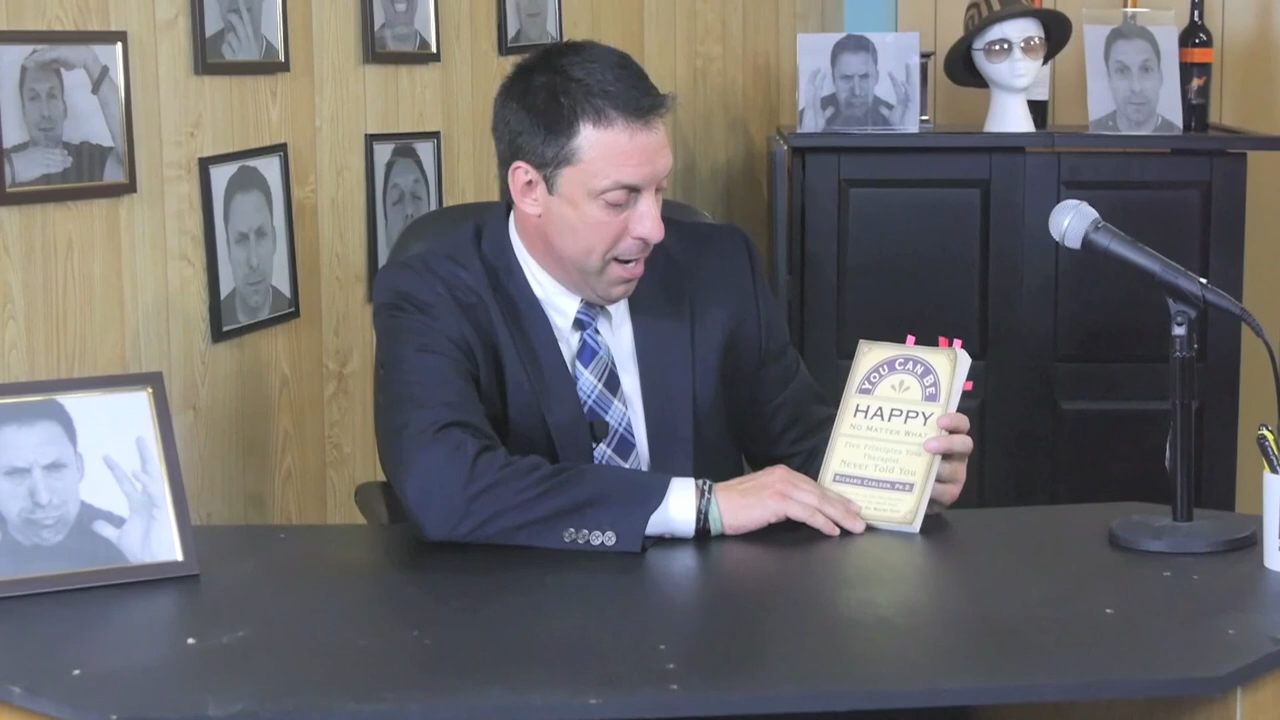 YOU CAN BE
HAPPY
NO MATTER WHAT
Five Principles Your
Therapist
Never Told You
RICHARD CARLSON, PH.D.